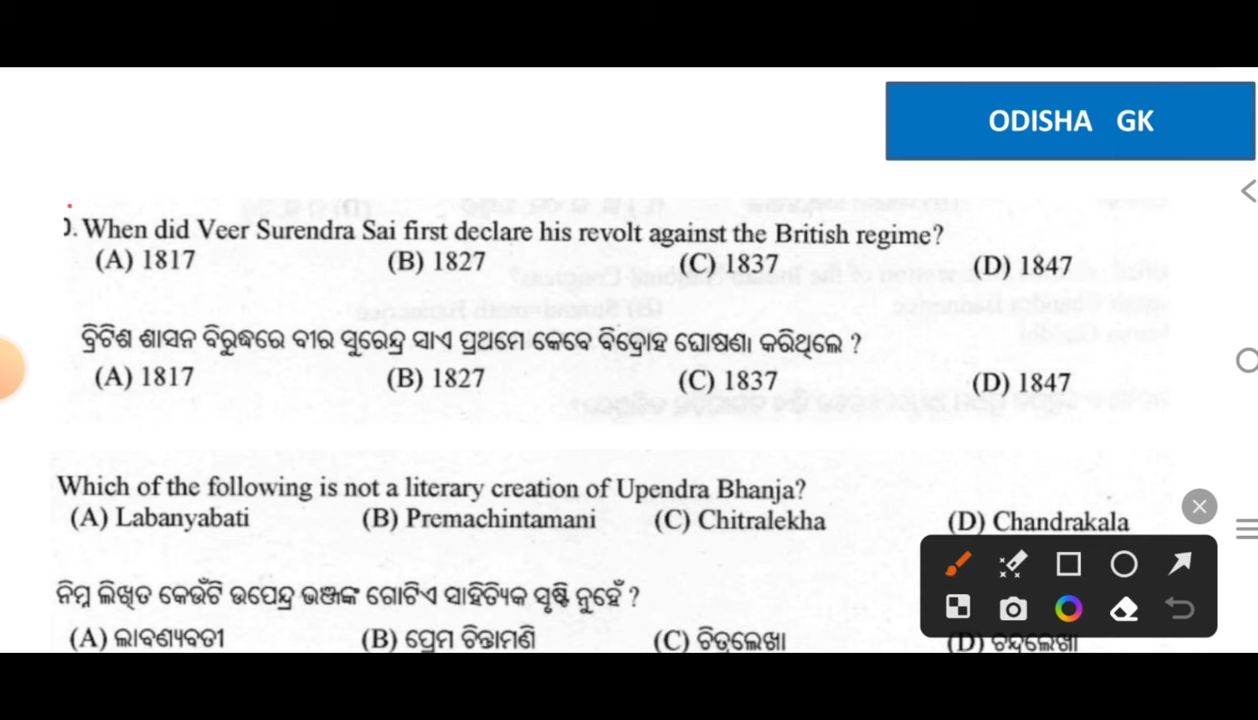 ODISHA GK
). When did Veer Surendra Sai first declare his revolt against the British regime?
(A) 1817 (B) 1827 (C) 1837 (D) 1847
ବ୍ରିଟିଶ ଶାସନ ବିରୁଦ୍ଧରେ ବୀର ସୁରେନ୍ଦ୍ର ସାଏ ପ୍ରଥମେ କେବେ ବିଦ୍ରୋହ ଘୋଷଣା କରିଥିଲେ ?
(A) 1817 (B) 1827 (C) 1837 (D) 1847
Which of the following is not a literary creation of Upendra Bhanja?
(A) Labanyabati (B) Premachintamani (C) Chitralekha (D) Chandrakala
ନିମ୍ନ ଲିଖିତ କେଉଁଟି ଉପେନ୍ଦ୍ର ଭଞ୍ଜଙ୍କ ଗୋଟିଏ ସାହିତ୍ୟିକ ସୃଷ୍ଟି ନୁହେଁ ?
(A) ଲାବଣ୍ୟବତୀ (B) ପ୍ରେମ ଚିନ୍ତାମଣି (C) ଚିତ୍ରଲେଖା (D) ଚନ୍ଦ୍ରଲେଖା